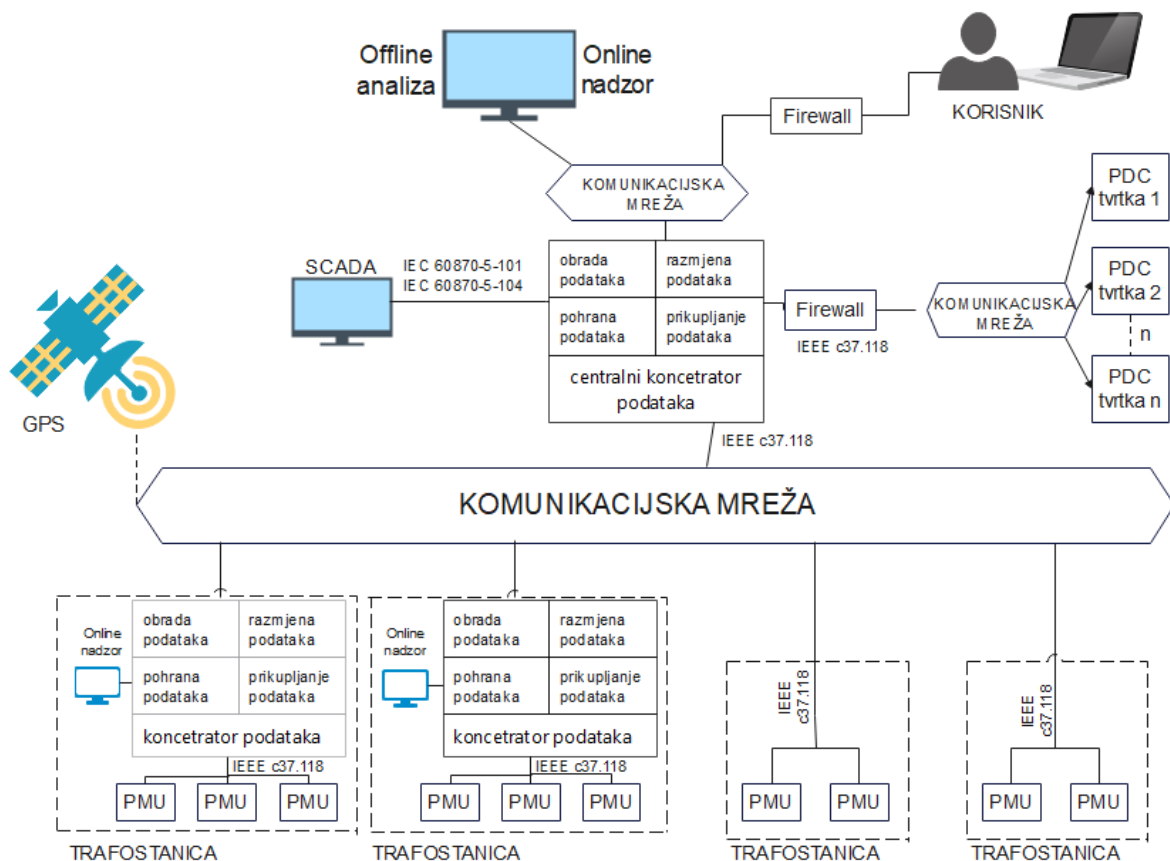 Offline
analiza
Online
nadzor
Firewall
KORISNIK
KOMUNIKACIJSKA
MREŽA
PDC
tvrtka 1
SCADA
IEC 60870-5-101
IEC 60870-5-104
obrada
podataka
razmjena
podataka
pohrana
podataka
prikupljanje
podataka
centralni koncetrator
podataka
Firewall
IEEE c37.118
KOMUNIKACIJSKA
MREŽA
PDC
tvrtka 2
n
PDC
tvrtka n
GPS
IEEE c37.118
KOMUNIKACIJSKA MREŽA
Online
nadzor
obrada
podataka
razmjena
podataka
pohrana
podataka
prikupljanje
podataka
koncetrator podataka
IEEE c37.118
PMU
PMU
PMU
TRAFOSTANICA
Online
nadzor
obrada
podataka
razmjena
podataka
pohrana
podataka
prikupljanje
podataka
koncetrator podataka
IEEE c37.118
PMU
PMU
PMU
TRAFOSTANICA
IEEE
c37.118
PMU
PMU
TRAFOSTANICA
IEEE
c37.118
PMU
PMU
TRAFOSTANICA